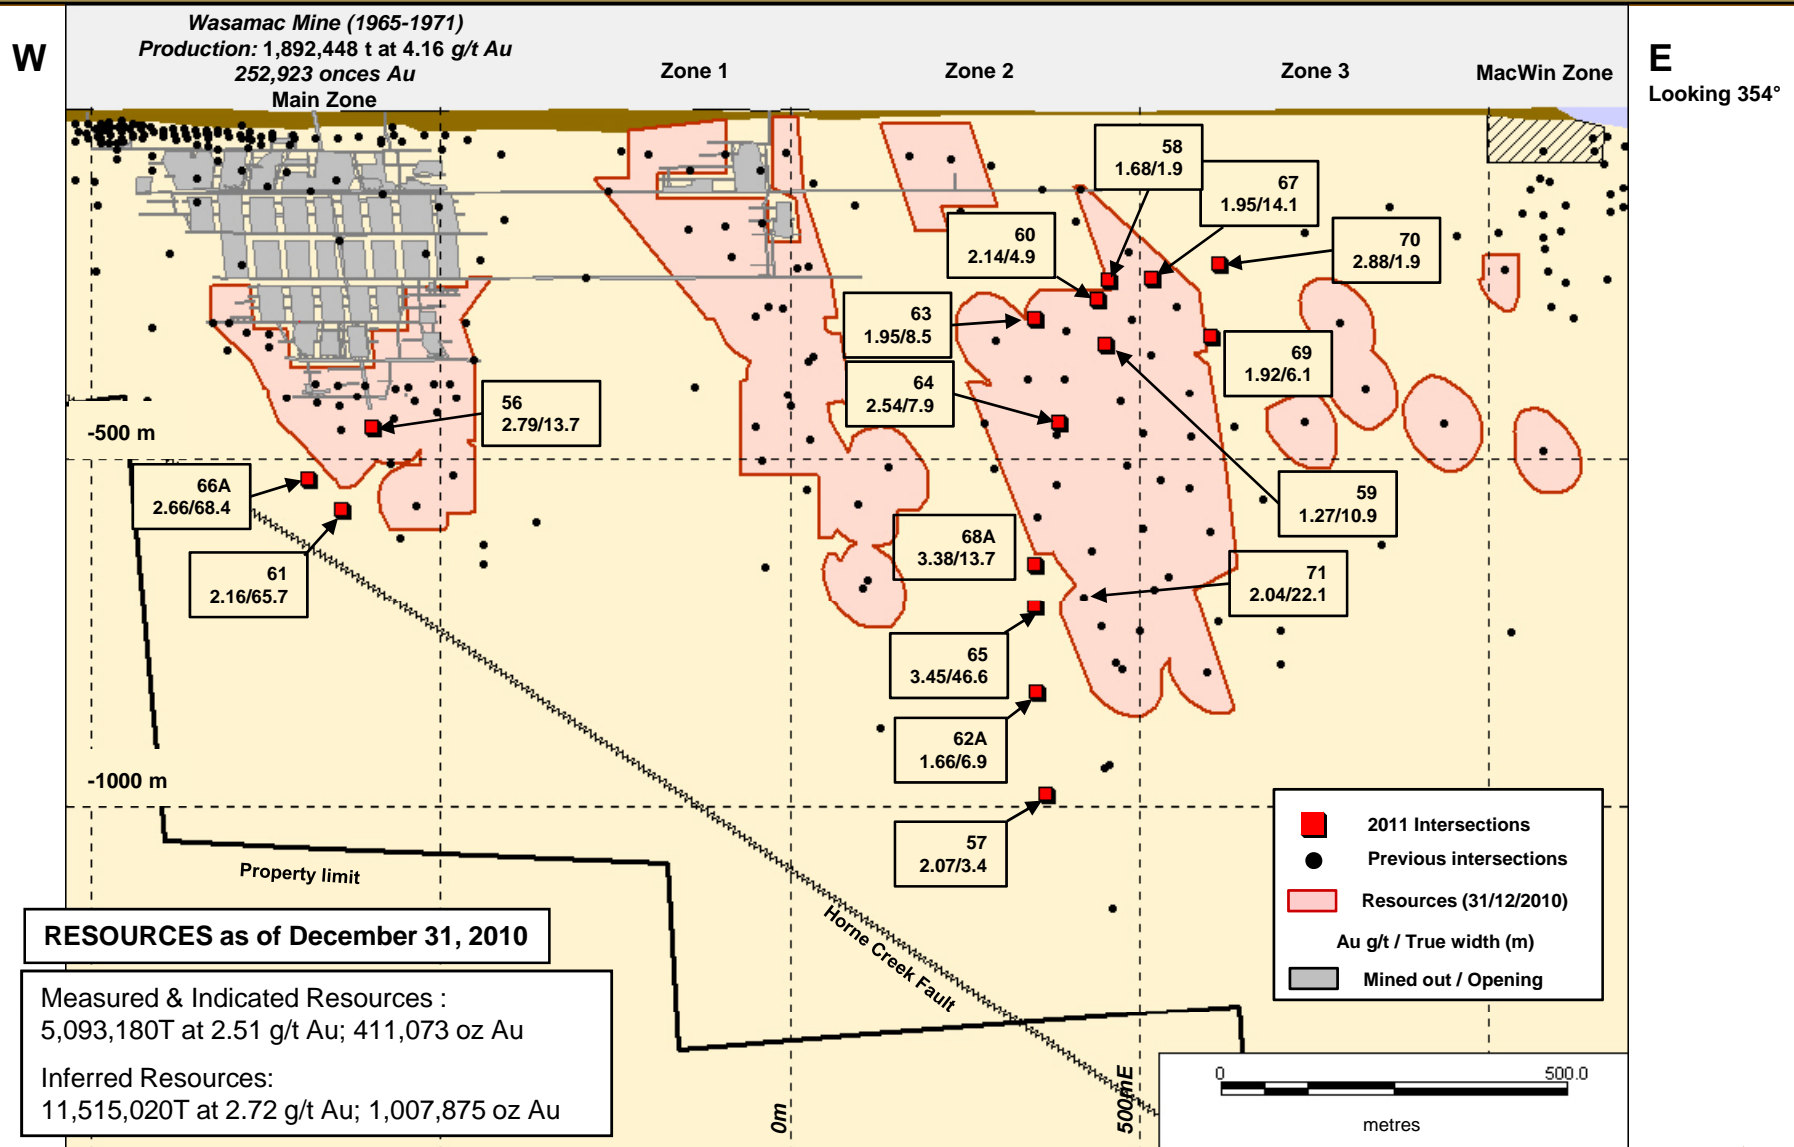 Wasamac Mine (1965-1971)
Production: 1,892,448 t at 4.16 g/t Au
252,923 onces Au
Main Zone
W
Zone 1
Zone 2
Zone 3
MacWin Zone
E
Looking 354°
58
1.68/1.9
67
1.95/14.1
60
2.14/4.9
70
2.88/1.9
63
1.95/8.5
69
1.92/6.1
64
2.54/7.9
56
2.79/13.7
-500 m
66A
2.66/68.4
59
1.27/10.9
68A
3.38/13.7
61
2.16/65.7
71
2.04/22.1
65
3.45/46.6
62A
1.66/6.9
-1000 m
57
2.07/3.4
Property limit
Horne Creek Fault
2011 Intersections
Previous intersections
Resources (31/12/2010)
Au g/t / True width (m)
Mined out / Opening
RESOURCES as of December 31, 2010
Measured & Indicated Resources :
5,093,180T at 2.51 g/t Au; 411,073 oz Au
Inferred Resources:
11,515,020T at 2.72 g/t Au; 1,007,875 oz Au
0m
500mE
0 500.0
metres